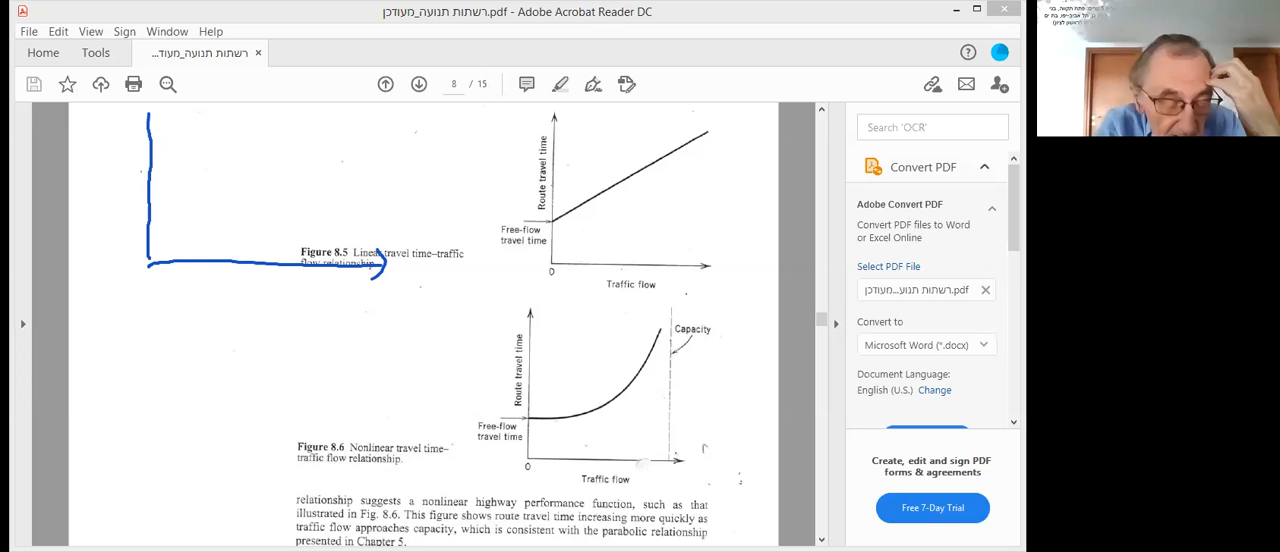 רשתות תנועה_מעודכן.pdf - Adobe Acrobat Reader DC
File Edit View Sign Window Help
Home Tools רשתות תנועה_מעוד...
8 / 15
Route travel time
Free-flow
travel time
0
Traffic flow
Figure 8.5 Linear travel time–traffic
flow relationship.
Route travel time
Capacity
Free-flow
travel time
0
Traffic flow
Figure 8.6 Nonlinear travel time–
traffic flow relationship.
relationship suggests a nonlinear highway performance function, such as that
illustrated in Fig. 8.6. This figure shows route travel time increasing more quickly as
traffic flow approaches capacity, which is consistent with the parabolic relationship
presented in Chapter 5.
Search 'OCR'
Convert PDF
Adobe Convert PDF
Convert PDF files to Word
or Excel Online
Select PDF File
רשתות תנוע...מעודכן.pdf
Convert to
Microsoft Word (*.docx)
Document Language:
English (U.S.) Change
Create, edit and sign PDF
forms & agreements
Free 7-Day Trial